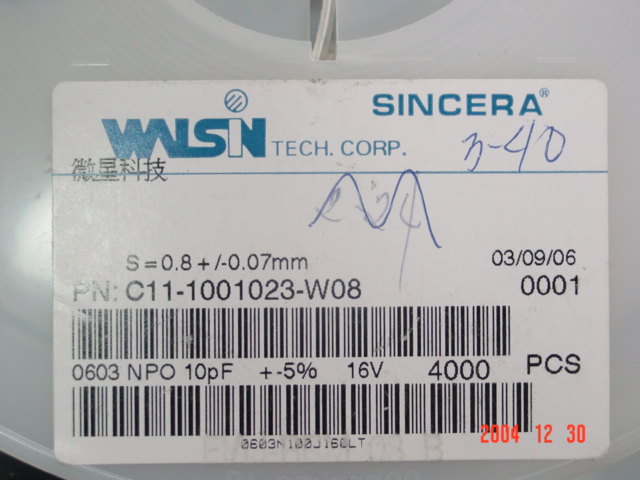 SINCERA®
WALSIN TECH. CORP.
3-40
微星科技
S=0.8+/-0.07mm
03/09/06
PN: C11-1001023-W08
0001
0603 NPO 10pF +-5% 16V 4000 PCS
0603N100J160LT
2004 12 30